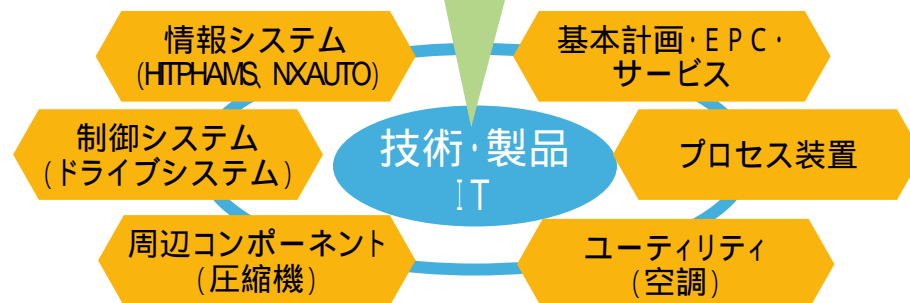 情報システム
(HITPHAMS, NXAUTO)
基本計画・EPC・
サービス
制御システム
(ドライブシステム)
技術・製品
IT
プロセス装置
周辺コンポーネント
(圧縮機)
ユーティリティ
(空調)